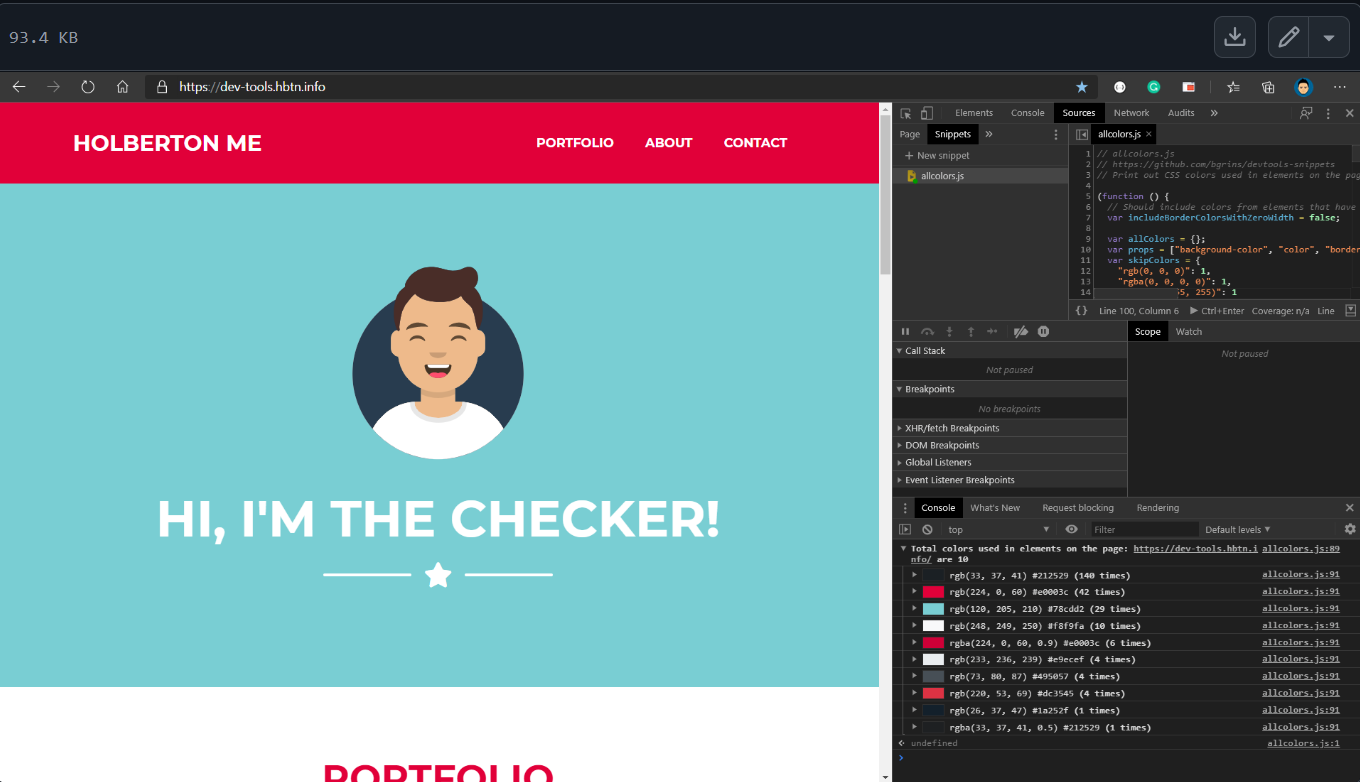 93.4 KB
https://dev-tools.hbtn.info
HOLBERTON ME
PORTFOLIO ABOUT CONTACT
HI, I'M THE CHECKER!
PORTFOLIO
Elements Console Sources Network Audits »
Page Snippets »
+ New snippet
allcolors.js
allcolors.js ×
1 // allcolors.js
2 // https://github.com/bgrins/devtools-snippets
3 // Print out CSS colors used in elements on the pag
4
5 (function () {
6 // Should include colors from elements that have
7 var includeBorderColorsWithZeroWidth = false;
8
9 var allColors = {};
10 var props = ["background-color", "color", "border
11 var skipColors = {
12 "rgb(0, 0, 0)": 1,
13 "rgba(0, 0, 0, 0)": 1,
14 55, 255)": 1
{} Line 100, Column 6 ▶ Ctrl+Enter Coverage: n/a Line
Call Stack
Not paused
Breakpoints
No breakpoints
XHR/fetch Breakpoints
DOM Breakpoints
Global Listeners
Event Listener Breakpoints
Scope Watch
Not paused
Console What's New Request blocking Rendering
top Filter Default levels ▼
Total colors used in elements on the page: https://dev-tools.hbtn.i allcolors.js:89
nfo/ are 10
rgb(33, 37, 41) #212529 (140 times) allcolors.js:91
rgb(224, 0, 60) #e0003c (42 times) allcolors.js:91
rgb(120, 205, 210) #78cdd2 (29 times) allcolors.js:91
rgb(248, 249, 250) #f8f9fa (10 times) allcolors.js:91
rgba(224, 0, 60, 0.9) #e0003c (6 times) allcolors.js:91
rgb(233, 236, 239) #e9ecef (4 times) allcolors.js:91
rgb(73, 80, 87) #495057 (4 times) allcolors.js:91
rgb(220, 53, 69) #dc3545 (4 times) allcolors.js:91
rgb(26, 37, 47) #1a252f (1 times) allcolors.js:91
rgba(33, 37, 41, 0.5) #212529 (1 times) allcolors.js:91
undefined allcolors.js:1